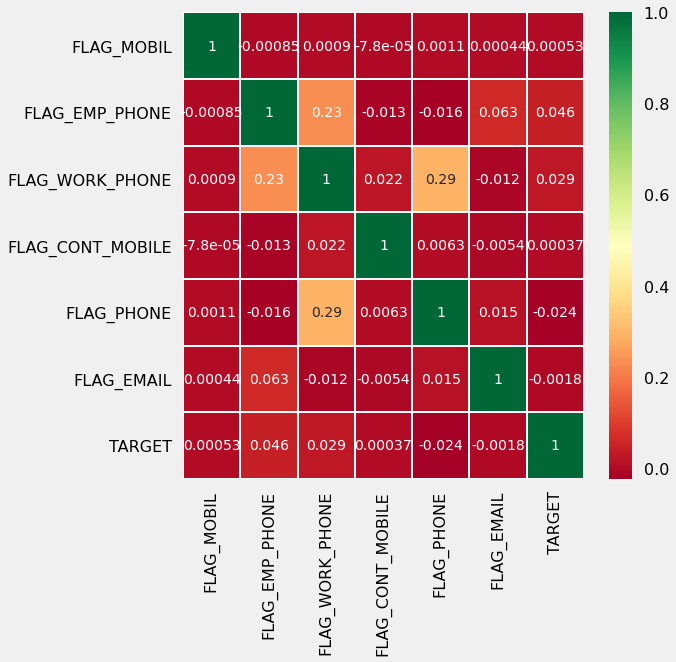 1.0
FLAG_MOBIL 1 -0.00085 0.0009 -7.8e-05 0.0011 0.00044 0.00053
0.8
FLAG_EMP_PHONE -0.00085 1 0.23 -0.013 -0.016 0.063 0.046
FLAG_WORK_PHONE 0.0009 0.23 1 0.022 0.29 -0.012 0.029
0.6
FLAG_CONT_MOBILE -7.8e-05 -0.013 0.022 1 0.0063 -0.0054 0.00037
0.4
FLAG_PHONE 0.0011 -0.016 0.29 0.0063 1 0.015 -0.024
FLAG_EMAIL 0.00044 0.063 -0.012 -0.0054 0.015 1 -0.0018
0.2
TARGET 0.00053 0.046 0.029 0.00037 -0.024 -0.0018 1
0.0
FLAG_MOBIL
FLAG_EMP_PHONE
FLAG_WORK_PHONE
FLAG_CONT_MOBILE
FLAG_PHONE
FLAG_EMAIL
TARGET